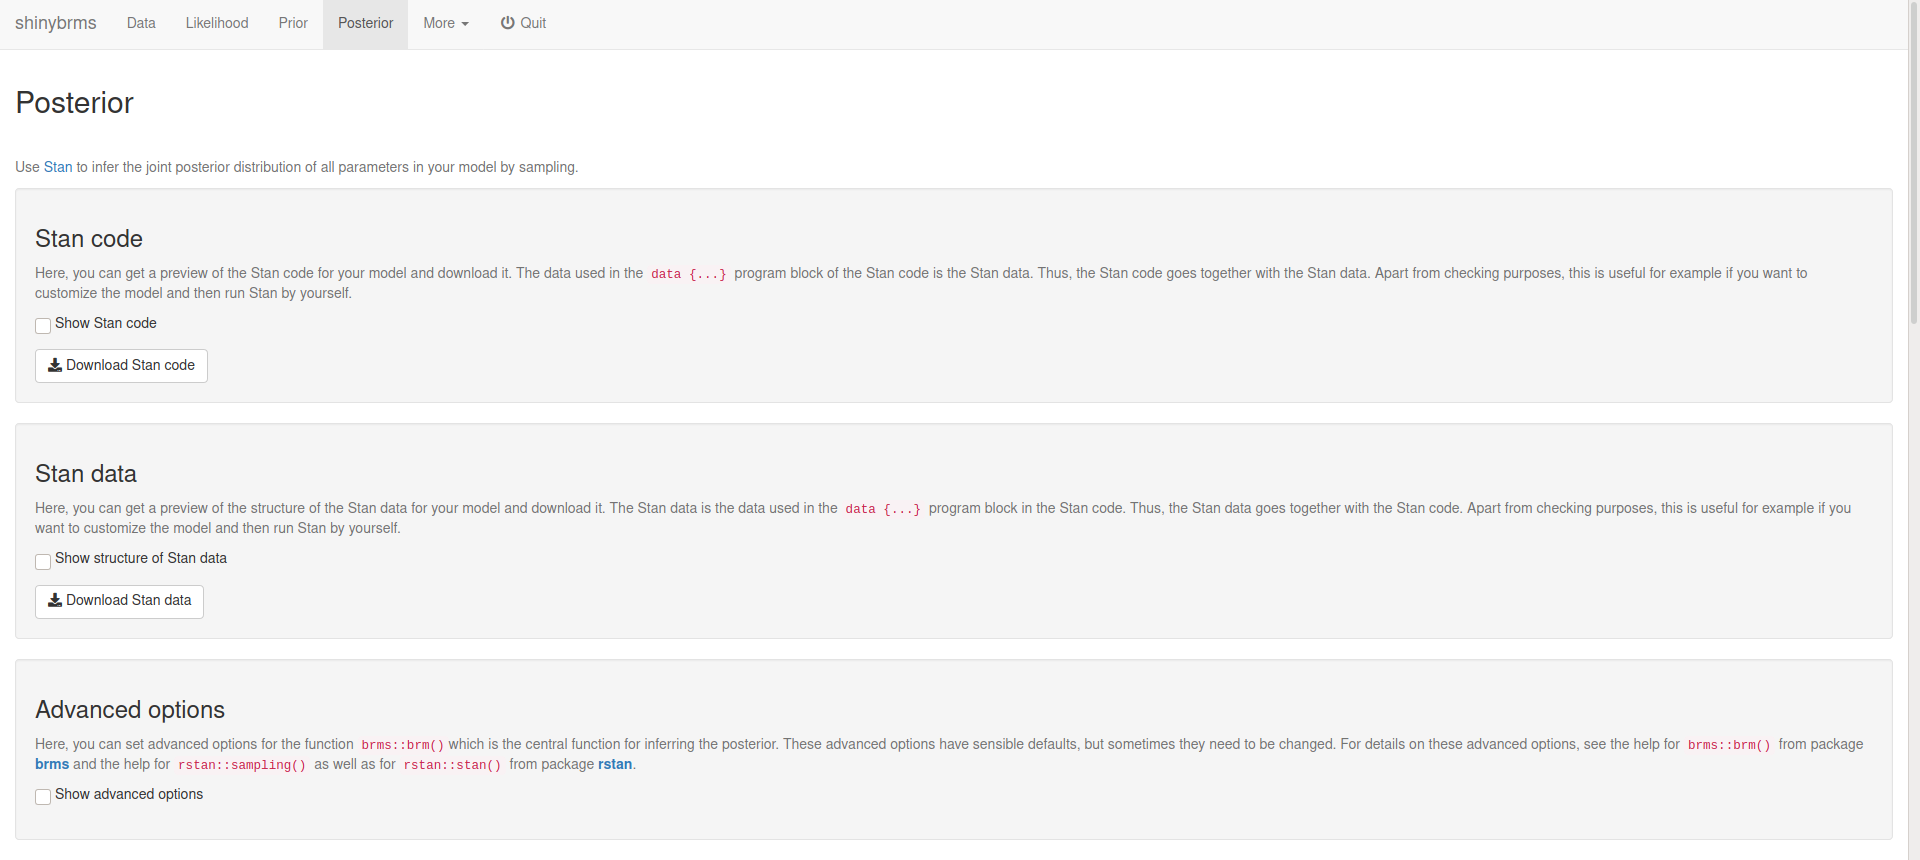 shinybrms Data Likelihood Prior Posterior More Quit
Posterior
Use Stan to infer the joint posterior distribution of all parameters in your model by sampling.
Stan code
Here, you can get a preview of the Stan code for your model and download it. The data used in the data {...} program block of the Stan code is the Stan data. Thus, the Stan code goes together with the Stan data. Apart from checking purposes, this is useful for example if you want to
customize the model and then run Stan by yourself.
Show Stan code
Download Stan code
Stan data
Here, you can get a preview of the structure of the Stan data for your model and download it. The Stan data is the data used in the data {...} program block in the Stan code. Thus, the Stan data goes together with the Stan code. Apart from checking purposes, this is useful for example if you
want to customize the model and then run Stan by yourself.
Show structure of Stan data
Download Stan data
Advanced options
Here, you can set advanced options for the function brms::brm() which is the central function for inferring the posterior. These advanced options have sensible defaults, but sometimes they need to be changed. For details on these advanced options, see the help for brms::brm() from package
brms and the help for rstan::sampling() as well as for rstan::stan() from package rstan.
Show advanced options